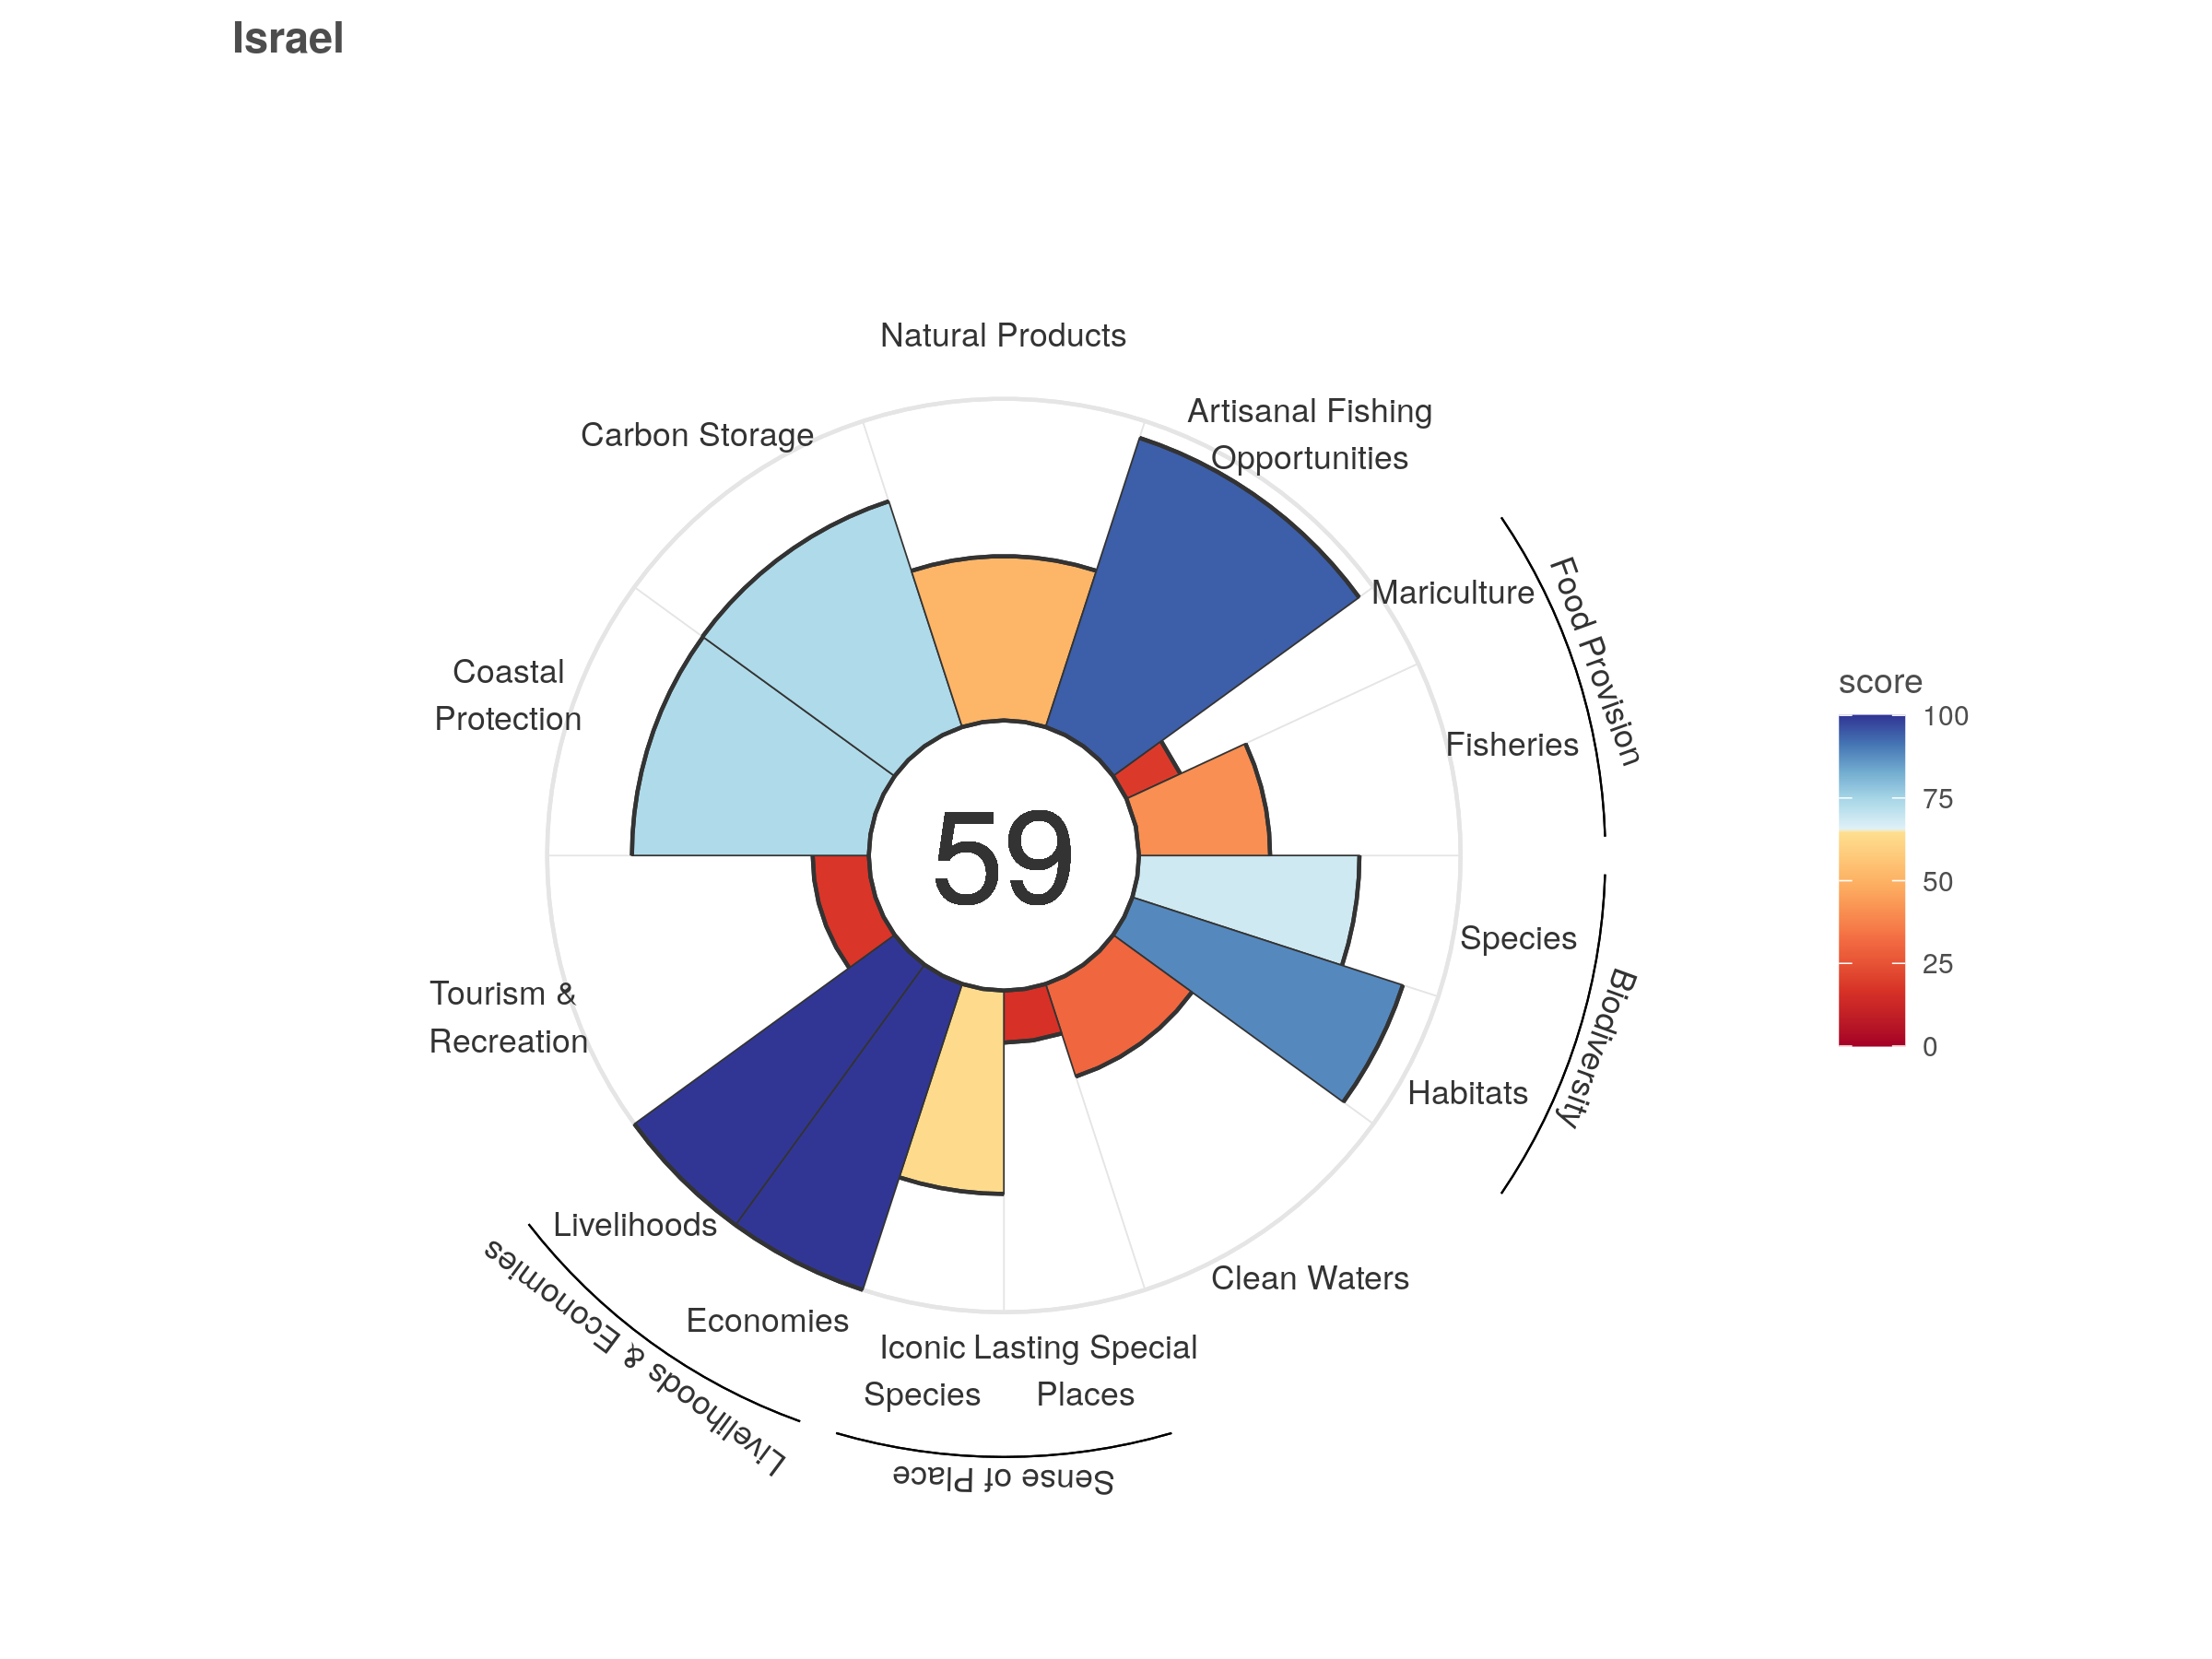 Israel
Natural Products
Artisanal Fishing
Opportunities
Carbon Storage
Mariculture
Food Provision
Coastal
Protection
Fisheries
score
100
75
50
25
0
59
Species
Biodiversity
Habitats
Tourism &
Recreation
Livelihoods
Livelihoods & Economies
Economies
Clean Waters
Iconic
Species
Lasting Special
Places
Sense of Place